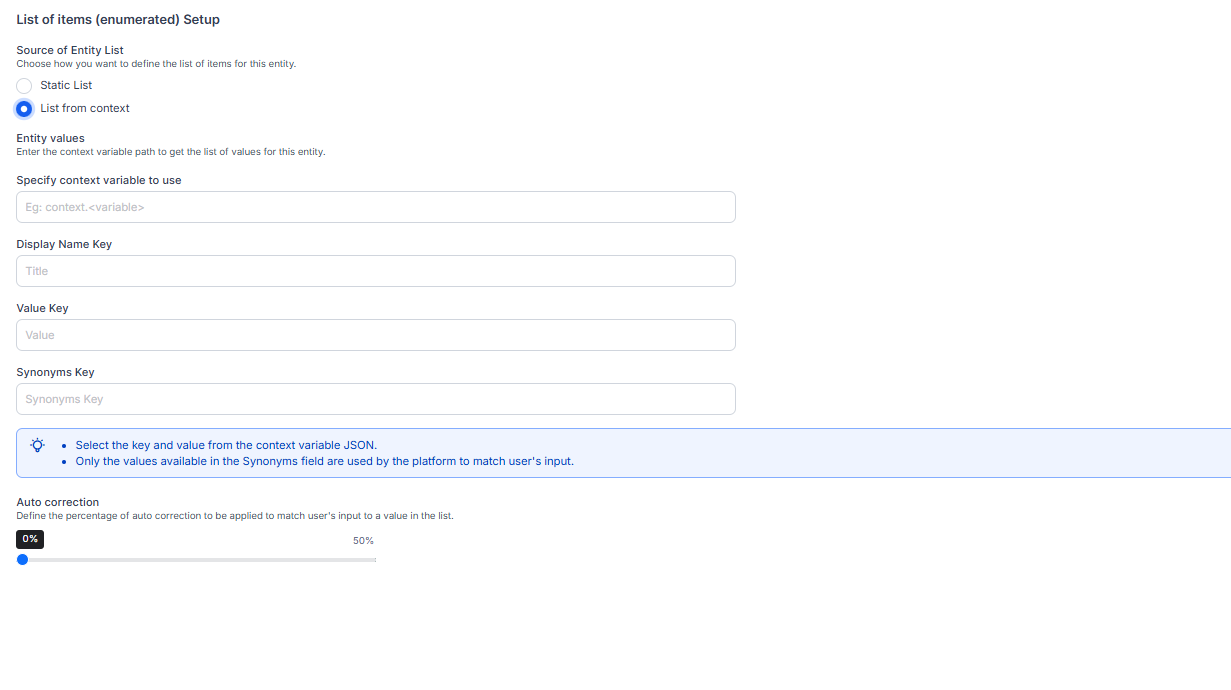 List of items (enumerated) Setup
Source of Entity List
Choose how you want to define the list of items for this entity.
Static List
List from context
Entity values
Enter the context variable path to get the list of values for this entity.
Specify context variable to use
Eg: context.<variable>
Display Name Key
Title
Value Key
Value
Synonyms Key
Synonyms Key
• Select the key and value from the context variable JSON.
• Only the values available in the Synonyms field are used by the platform to match user's input.
Auto correction
Define the percentage of auto correction to be applied to match user's input to a value in the list.
0% 50%